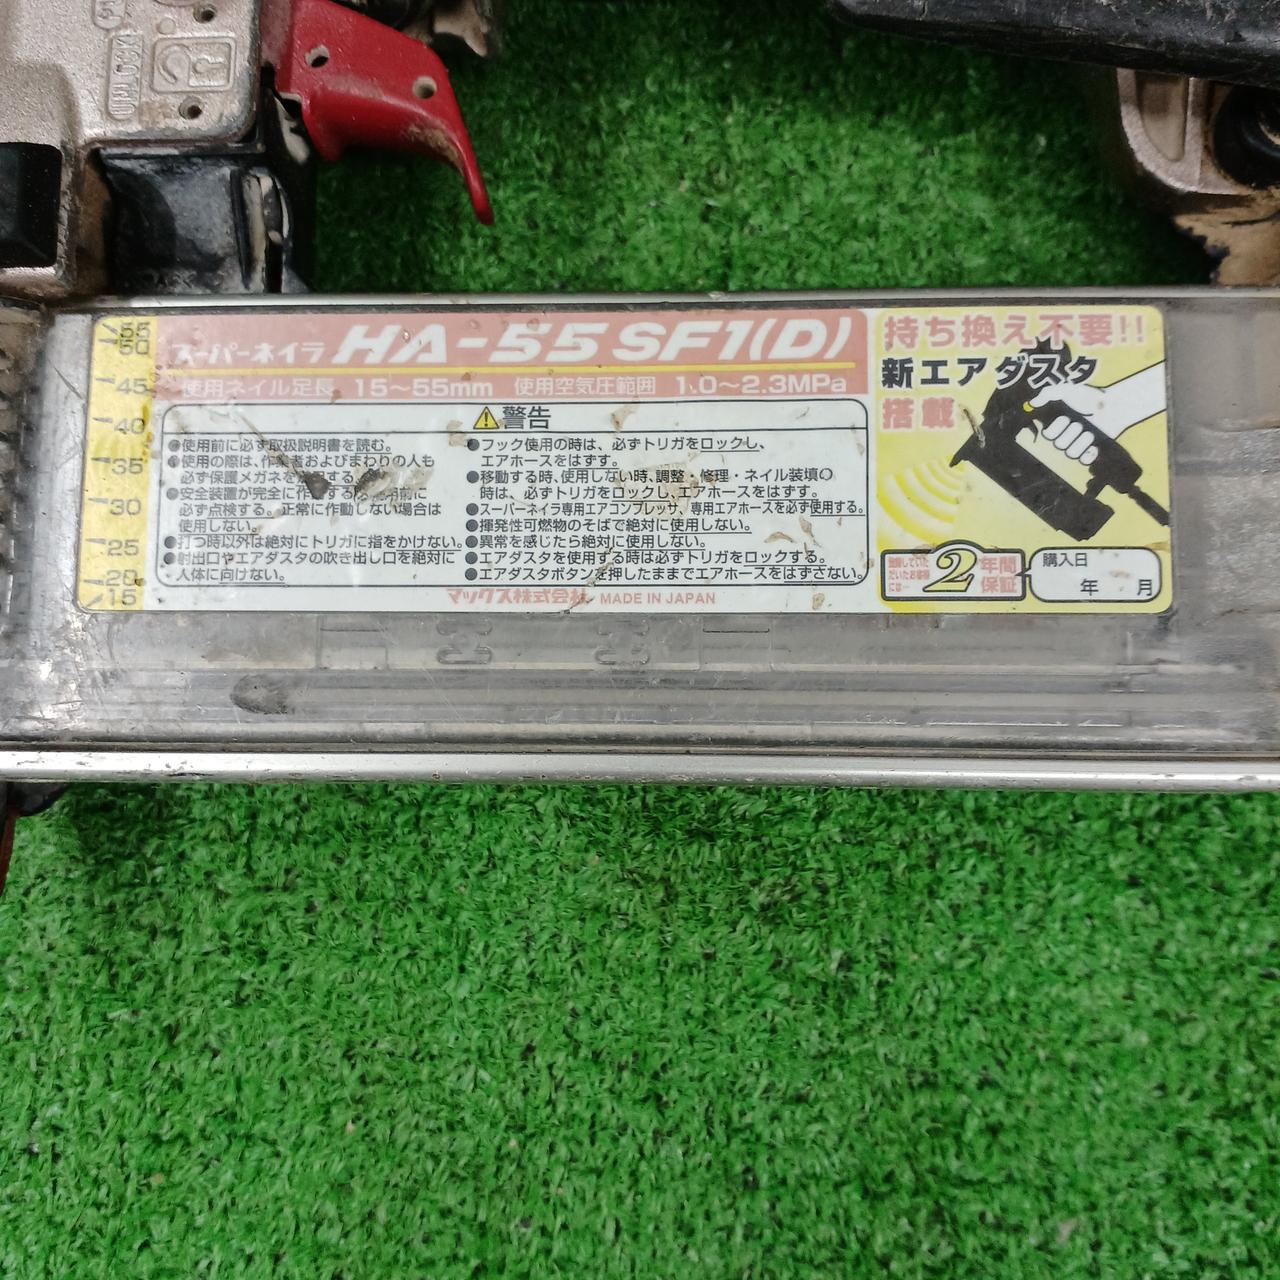 UNLOCK
55
50
45
40
35
30
25
20
15
スーパーネイラ HA-55 SF1(D)
使用ネイル足長 15〜55mm 使用空気圧範囲 1.0〜2.3MPa
警告
●使用前に必ず取扱説明書を読む。
●使用の際は、作業者およびまわりの人も
必ず保護メガネを する。
●安全装置が完全に作 する 使用前に
必ず点検する。正常に作動しない場合は
使用しない。
●打つ時以外は絶対にトリガに指をかけない。
●射出口やエアダスタの吹き出し口を絶対に
人体に向けない。
●フック使用の時は、必ずトリガをロックし、
エアホースをはずす。
●移動する時、使用しない時、調整・修理・ネイル装填の
時は、必ずトリガをロックし、エアホースをはずす。
●スーパーネイラ専用エアコンプレッサ、専用エアホースを必ず使用する。
●揮発性可燃物のそばで絶対に使用しない。
●異常を感じたら絶対に使用しない。
●エアダスタを使用する時は必ずトリガをロックする。
●エアダスタボタンを押したままでエアホースをはずさない。
マックス株式会社 MADE IN JAPAN
持ち換え不要!!
新エアダスタ
搭載
登録していた
だいたお客様
には…
2年間
保証
購入日
年 月